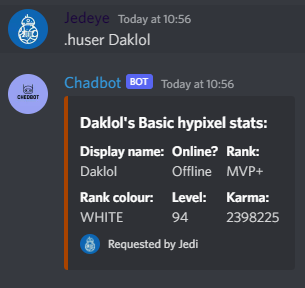 Jedeye Today at 10:56
.huser Daklol
CHEDBOT
Chadbot BOT Today at 10:56
Daklol's Basic hypixel stats:
Display name: Online? Rank:
Daklol Offline MVP+
Rank colour: Level: Karma:
WHITE 94 2398225
Requested by Jedi